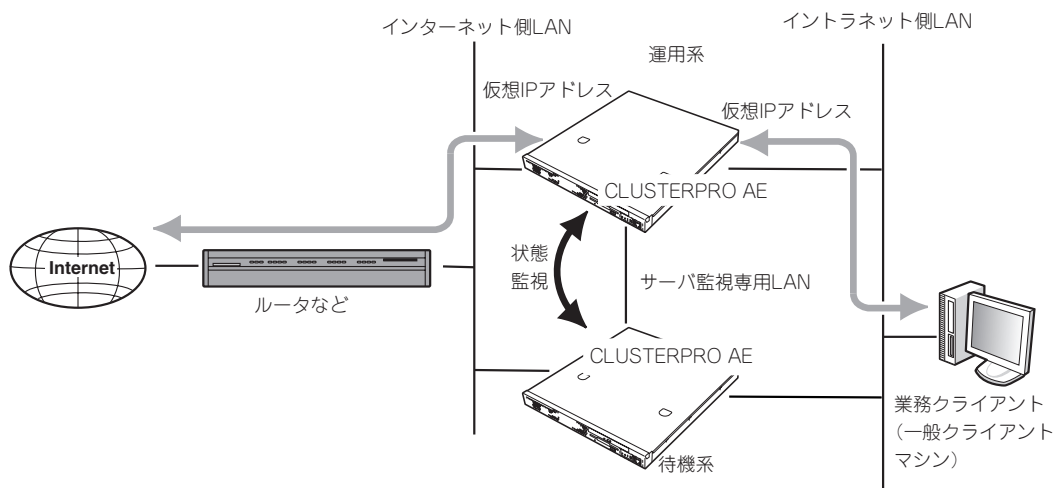 インターネット側LAN
イントラネット側LAN
運用系
仮想IPアドレス
仮想IPアドレス
CLUSTERPRO AE
Internet
ルータなど
状態
監視
サーバ監視専用LAN
CLUSTERPRO AE
待機系
業務クライアント
(一般クライアント
マシン)